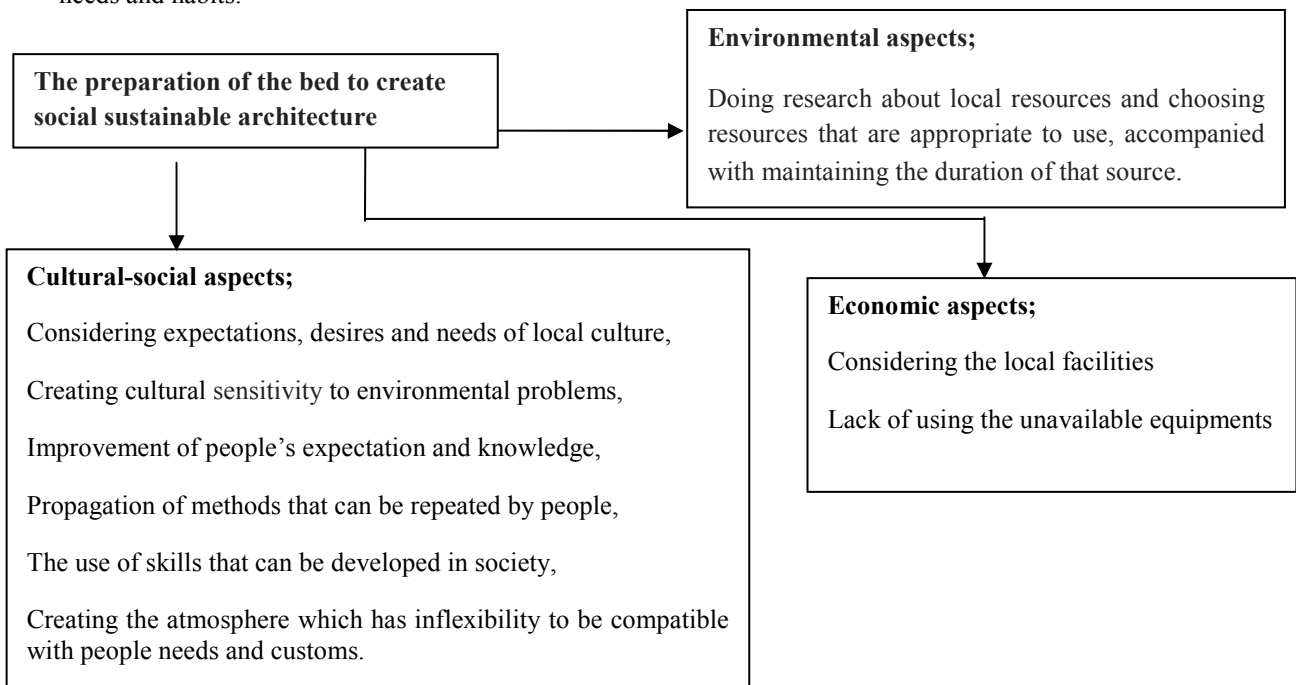 needs and habits.
The preparation of the bed to create
social sustainable architecture
Environmental aspects;
Doing research about local resources and choosing
resources that are appropriate to use, accompanied
with maintaining the duration of that source.
Cultural-social aspects;
Considering expectations, desires and needs of local culture,
Creating cultural sensitivity to environmental problems,
Improvement of people’s expectation and knowledge,
Propagation of methods that can be repeated by people,
The use of skills that can be developed in society,
Creating the atmosphere which has inflexibility to be compatible
with people needs and customs.
Economic aspects;
Considering the local facilities
Lack of using the unavailable equipments